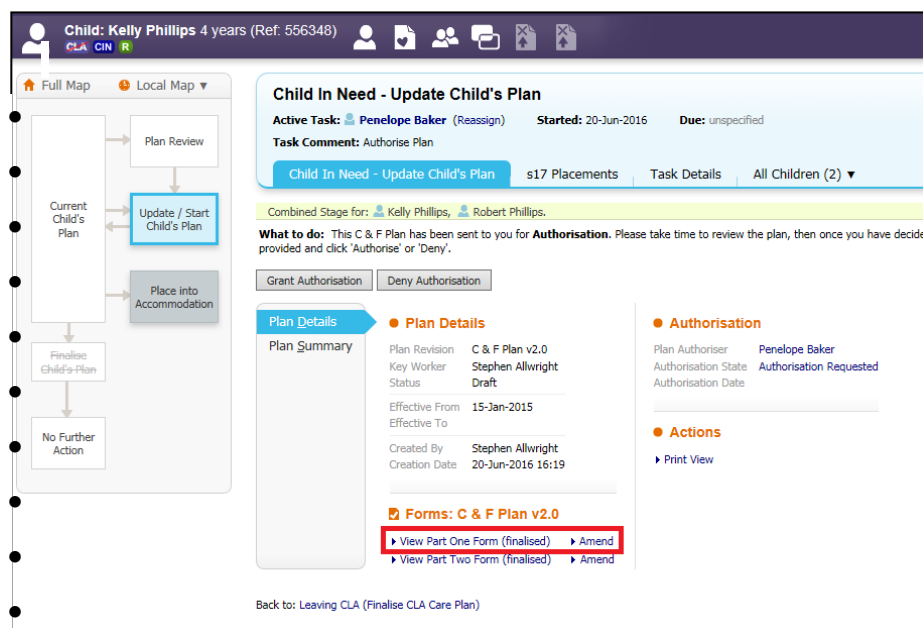 Child: Kelly Phillips 4 years (Ref: 556348)
CLA CIN R
Full Map Local Map ▼
Current Child's Plan
Plan Review
Update / Start Child's Plan
Place into Accommodation
Finalise Child's Plan
No Further Action
Child In Need - Update Child's Plan
Active Task: Penelope Baker (Reassign) Started: 20-Jun-2016 Due: unspecified
Task Comment: Authorise Plan
Child In Need - Update Child's Plan s17 Placements Task Details All Children (2) ▼
Combined Stage for: Kelly Phillips, Robert Phillips.
What to do: This C & F Plan has been sent to you for Authorisation. Please take time to review the plan, then once you have decide
provided and click 'Authorise' or 'Deny'.
Grant Authorisation Deny Authorisation
Plan Details
Plan Summary
Plan Details
Plan Revision C & F Plan v2.0
Key Worker Stephen Allwright
Status Draft
Effective From 15-Jan-2015
Effective To
Created By Stephen Allwright
Creation Date 20-Jun-2016 16:19
Forms: C & F Plan v2.0
View Part One Form (finalised) Amend
View Part Two Form (finalised) Amend
Authorisation
Plan Authoriser Penelope Baker
Authorisation State Authorisation Requested
Authorisation Date
Actions
Print View
Back to: Leaving CLA (Finalise CLA Care Plan)